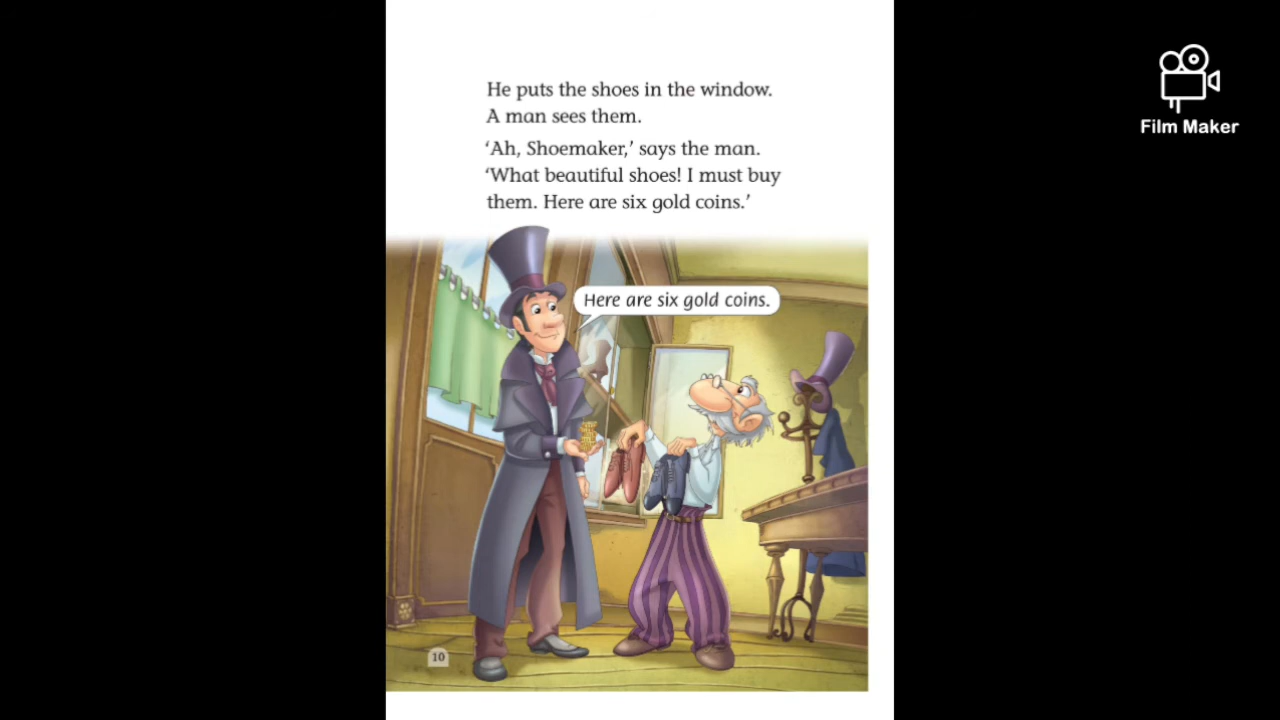 He puts the shoes in the window.
A man sees them.
‘Ah, Shoemaker,’ says the man.
‘What beautiful shoes! I must buy
them. Here are six gold coins.’
Here are six gold coins.
10
Film Maker